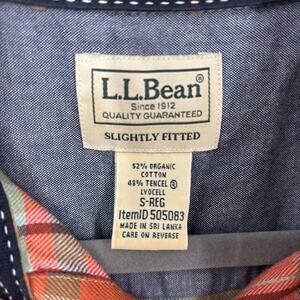 L.L.Bean®
Since 1912
QUALITY GUARANTEED
SLIGHTLY FITTED
52% ORGANIC
COTTON
48% TENCEL ®
LYOCELL
S-REG
ItemID 505083
MADE IN SRI LANKA
CARE ON REVERSE